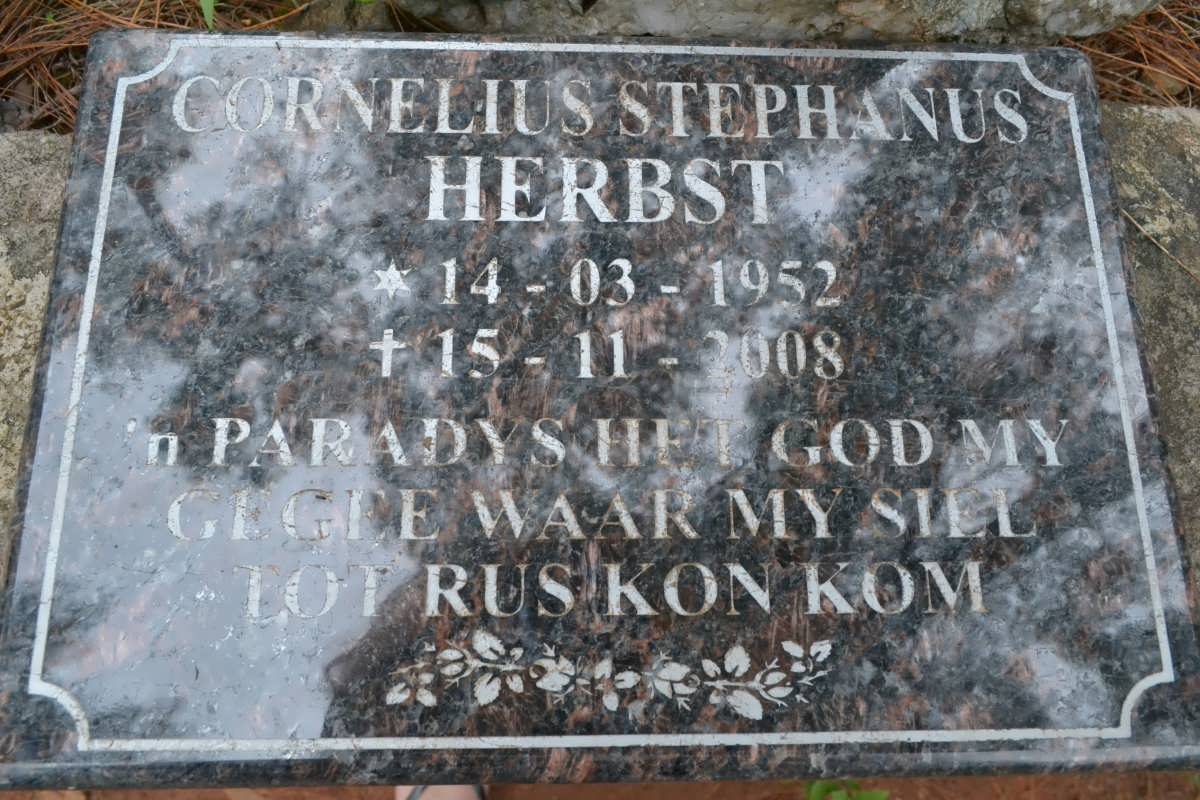 CORNELIUS STEPHANUS
HERBST
★ 14 - 03 - 1952
✝ 15 - 11 - 2008
'n PARADYS HET GOD MY
GEGEE WAAR MY SIEL
TOT RUS KON KOM